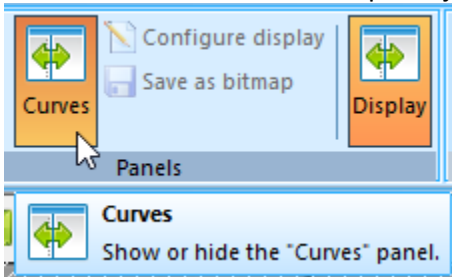 Configure display
Save as bitmap
Curves
Display
Panels
Curves
Show or hide the "Curves" panel.